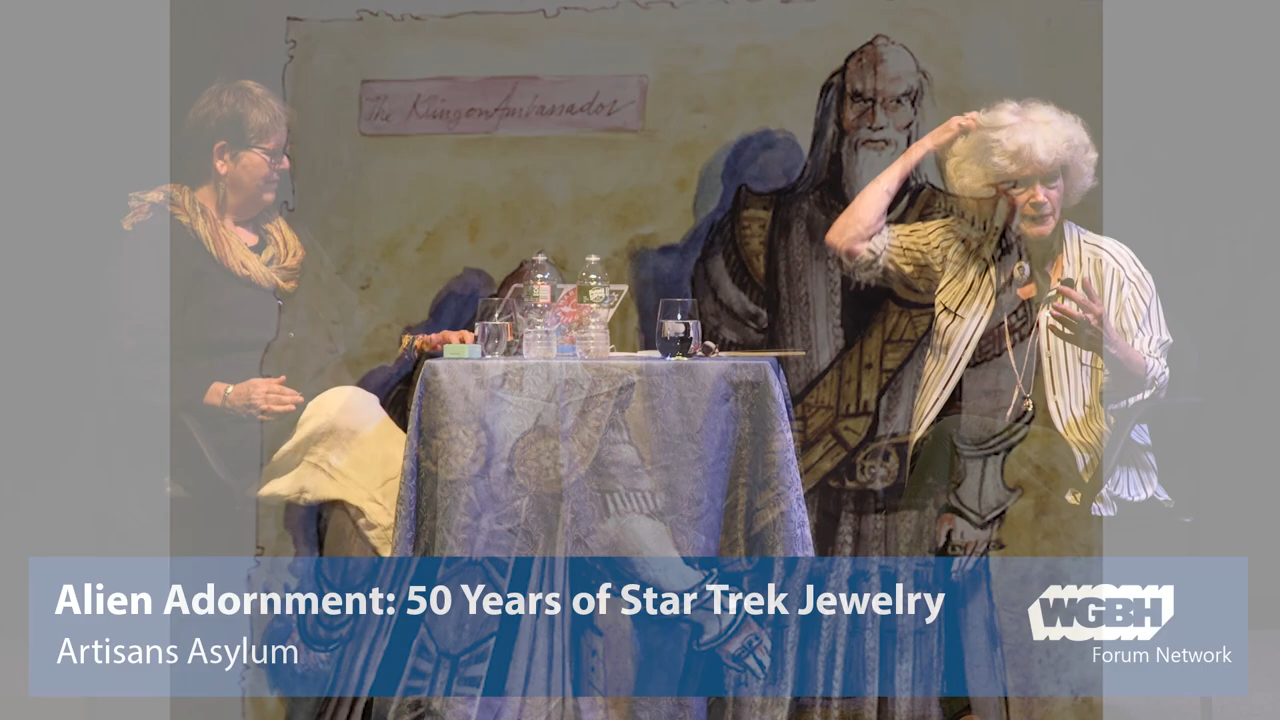 The Klingon Ambassador
Alien Adornment: 50 Years of Star Trek Jewelry
Artisans Asylum
WGBH
Forum Network